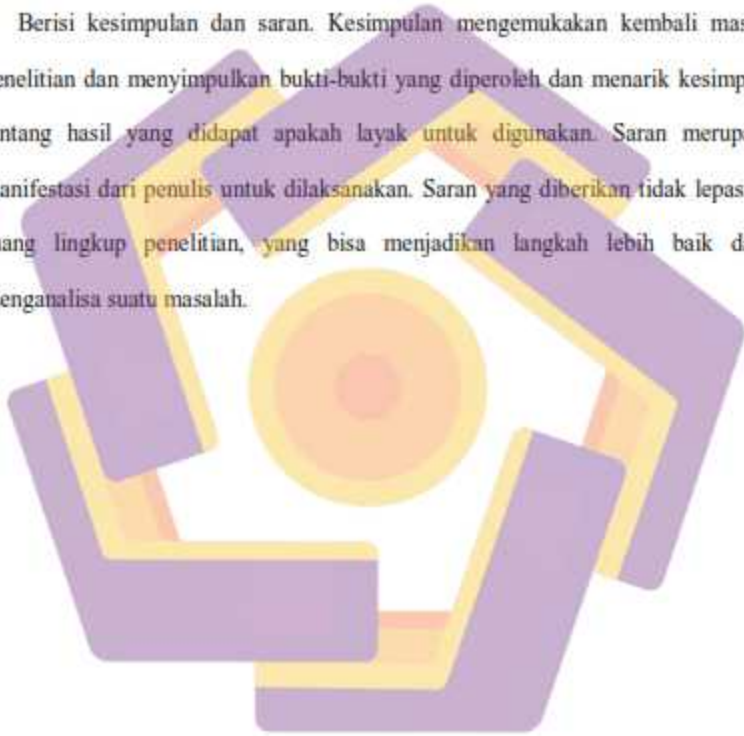 Berisi kesimpulan dan saran. Kesimpulan mengemukakan kembali mas
enelitian dan menyimpulkan bukti-bukti yang diperoleh dan menarik kesimp
ntang hasil yang didapat apakah layak untuk digunakan. Saran merup
anifestasi dari penulis untuk dilaksanakan. Saran yang diberikan tidak lepas
uang lingkup penelitian, yang bisa menjadikan langkah lebih baik d
enganalisa suatu masalah.